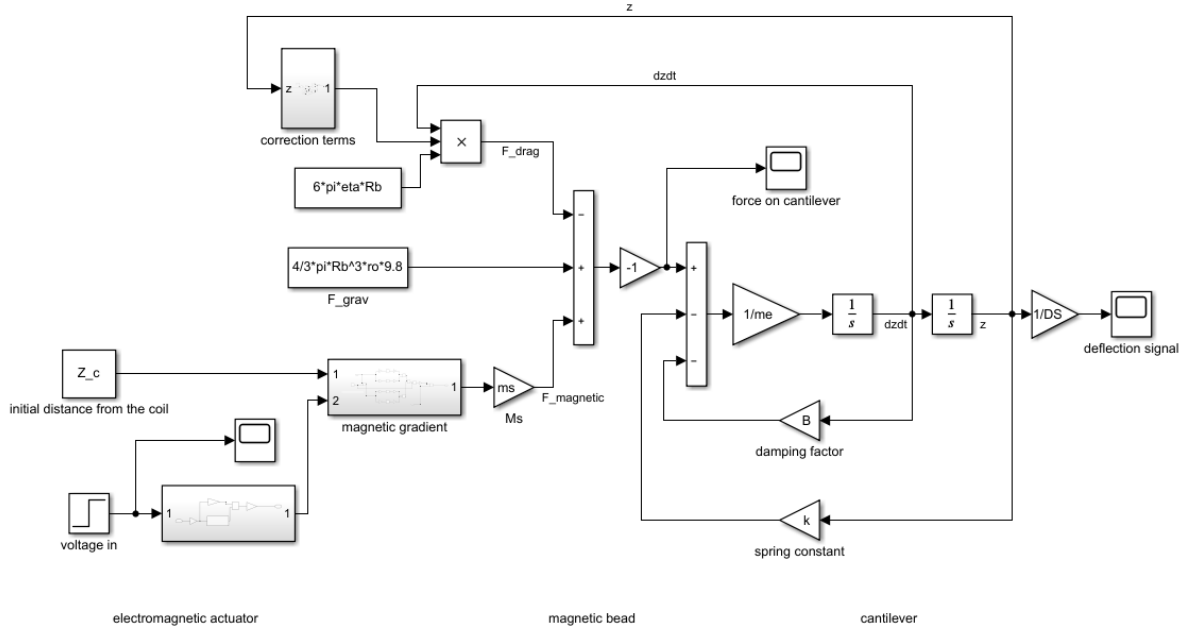 z
dzdt
z
1
correction terms
×
F_drag
6*pi*eta*Rb
−
force on cantilever
4/3*pi*Rb^3*ro*9.8
F_grav
+
-1
+
−
1/me
1
s
dzdt
1
s
z
1/DS
deflection signal
+
−
Z_c
initial distance from the coil
1
2
1
magnetic gradient
ms
Ms
F_magnetic
B
damping factor
voltage in
1
1
k
spring constant
electromagnetic actuator
magnetic bead
cantilever